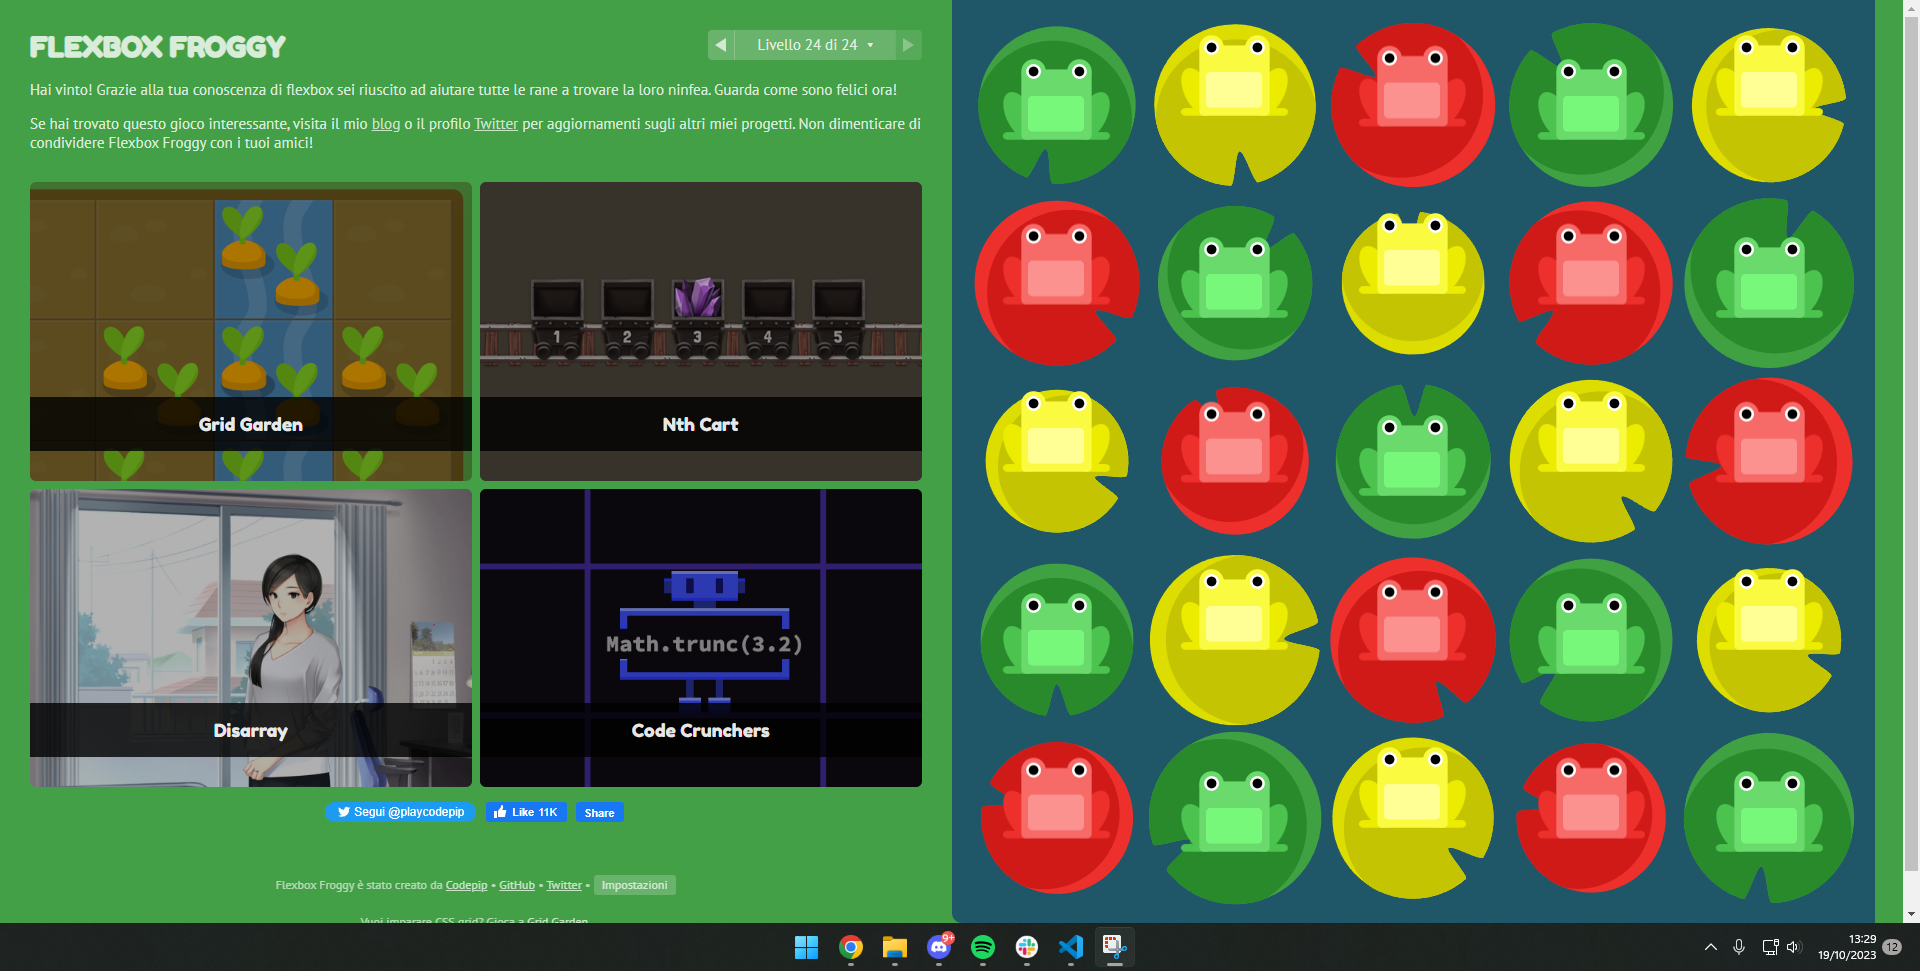 FLEXBOX FROGGY
Livello 24 di 24
Hai vinto! Grazie alla tua conoscenza di flexbox sei riuscito ad aiutare tutte le rane a trovare la loro ninfea. Guarda come sono felici ora!
Se hai trovato questo gioco interessante, visita il mio blog o il profilo Twitter per aggiornamenti sugli altri miei progetti. Non dimenticare di
condividere Flexbox Froggy con i tuoi amici!
1 2 3 4 5
Grid Garden
Nth Cart
Math.trunc(3.2)
Disarray
Code Crunchers
Segui @playcodepip
Like 11K
Share
Flexbox Froggy è stato creato da Codepip • GitHub • Twitter • Impostazioni
Vuoi imparare CSS grid? Gioca a Grid Garden
9+
13:29
19/10/2023
12